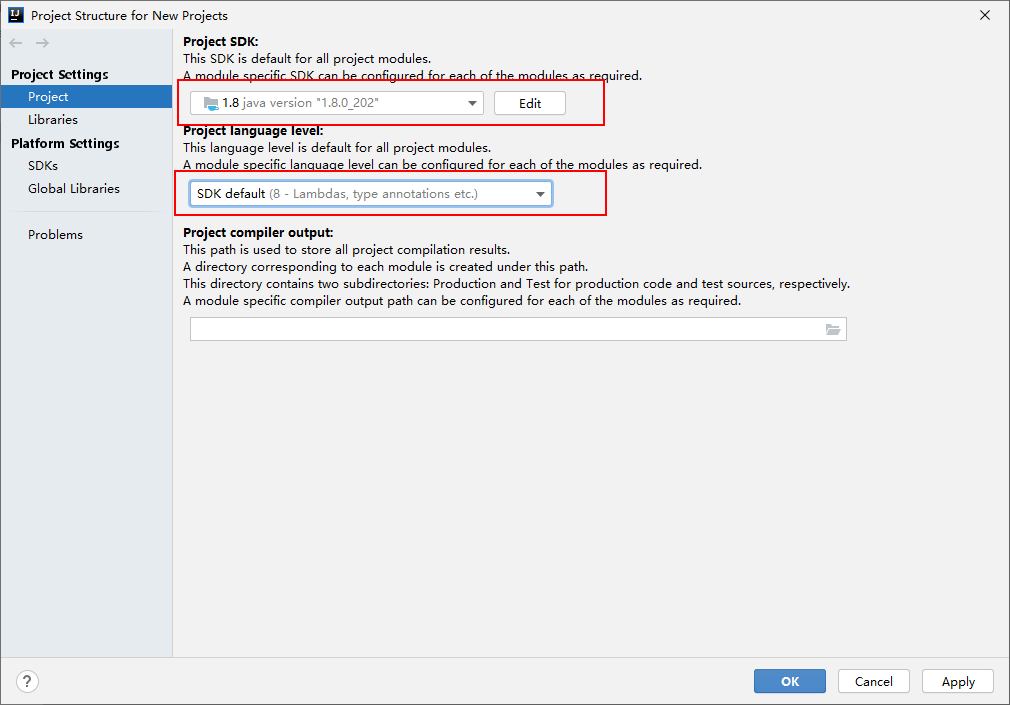 IJ Project Structure for New Projects
Project Settings
Project
Libraries
Platform Settings
SDKs
Global Libraries
Problems
Project SDK:
This SDK is default for all project modules.
A module specific SDK can be configured for each of the modules as required.
1.8 java version "1.8.0_202"
Edit
Project language level:
This language level is default for all project modules.
A module specific language level can be configured for each of the modules as required.
SDK default (8 - Lambdas, type annotations etc.)
Project compiler output:
This path is used to store all project compilation results.
A directory corresponding to each module is created under this path.
This directory contains two subdirectories: Production and Test for production code and test sources, respectively.
A module specific compiler output path can be configured for each of the modules as required.
?
OK
Cancel
Apply